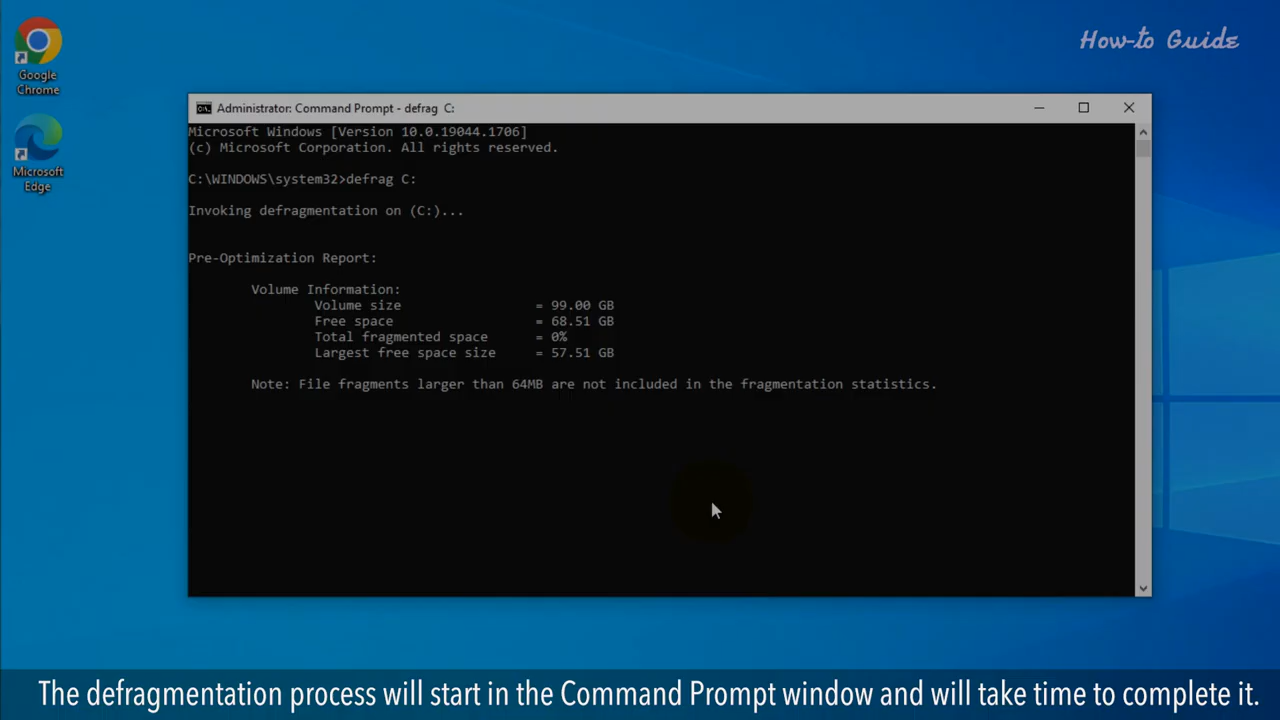 How-to Guide
Google
Chrome
Microsoft
Edge
Administrator: Command Prompt - defrag  C:
Microsoft Windows [Version 10.0.19044.1706]
(c) Microsoft Corporation. All rights reserved.
C:\WINDOWS\system32>defrag C:
Invoking defragmentation on (C:)...
Pre-Optimization Report:
Volume Information:
Volume size = 99.00 GB
Free space = 68.51 GB
Total fragmented space = 0%
Largest free space size = 57.51 GB
Note: File fragments larger than 64MB are not included in the fragmentation statistics.
The defragmentation process will start in the Command Prompt window and will take time to complete it.